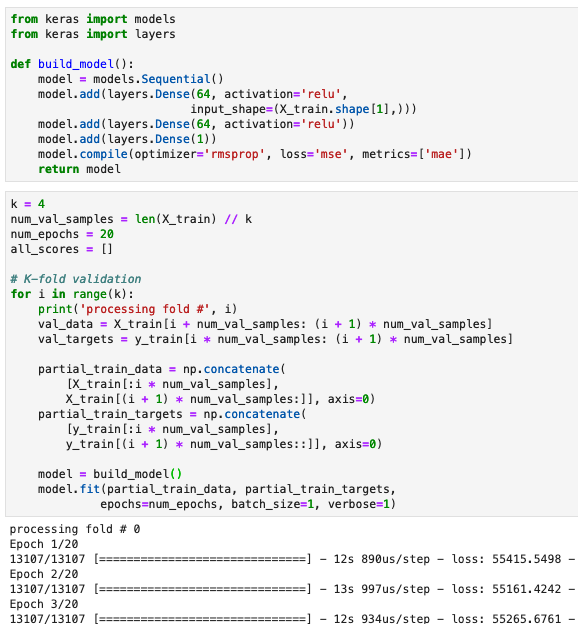 from keras import models
from keras import layers

def build_model():
    model = models.Sequential()
    model.add(layers.Dense(64, activation='relu',
                         input_shape=(X_train.shape[1],)))
    model.add(layers.Dense(64, activation='relu'))
    model.add(layers.Dense(1))
    model.compile(optimizer='rmsprop', loss='mse', metrics=['mae'])
    return model

k = 4
num_val_samples = len(X_train) // k
num_epochs = 20
all_scores = []

# K-fold validation
for i in range(k):
    print('processing fold #', i)
    val_data = X_train[i + num_val_samples: (i + 1) * num_val_samples]
    val_targets = y_train[i * num_val_samples: (i + 1) * num_val_samples]

    partial_train_data = np.concatenate(
        [X_train[:i * num_val_samples],
        X_train[(i + 1) * num_val_samples:]], axis=0)
    partial_train_targets = np.concatenate(
        [y_train[:i * num_val_samples],
        y_train[(i + 1) * num_val_samples::]], axis=0)

    model = build_model()
    model.fit(partial_train_data, partial_train_targets,
             epochs=num_epochs, batch_size=1, verbose=1)

processing fold # 0
Epoch 1/20
13107/13107 [==============================] - 12s 890us/step - loss: 55415.5498 -
Epoch 2/20
13107/13107 [==============================] - 13s 997us/step - loss: 55161.4242 -
Epoch 3/20
13107/13107 [==============================] - 12s 934us/step - loss: 55265.6761 -